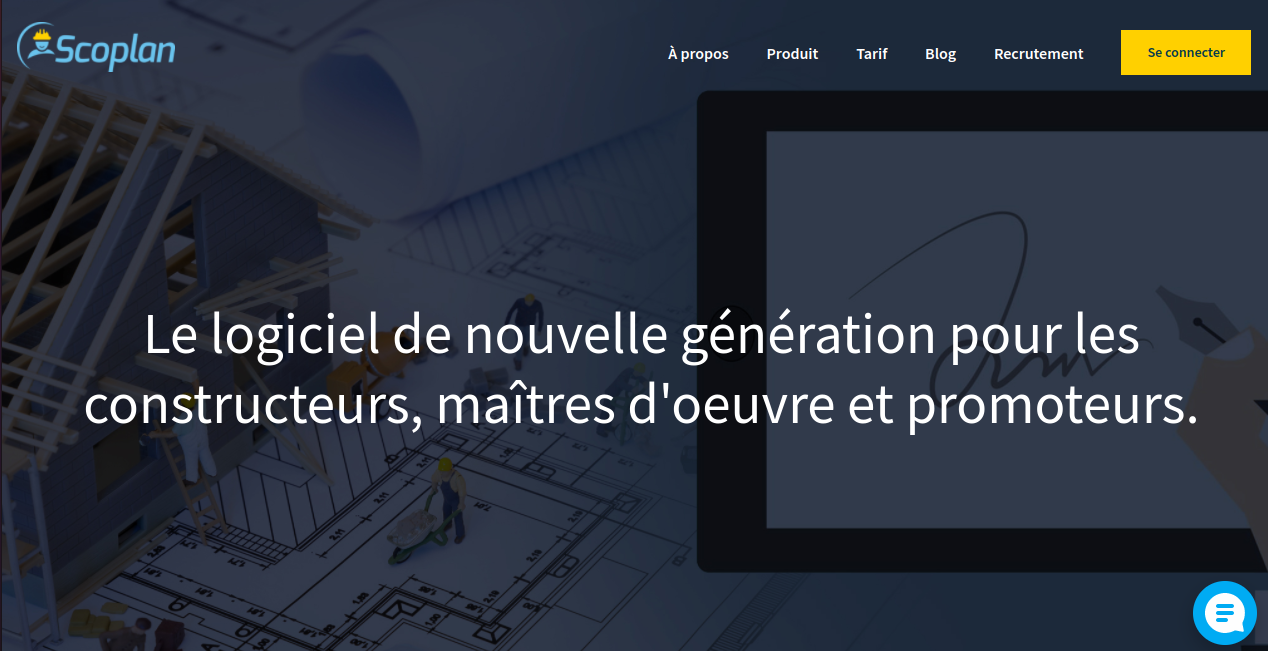 Scoplan
À propos Produit Tarif Blog Recrutement Se connecter
Le logiciel de nouvelle génération pour les
constructeurs, maîtres d'oeuvre et promoteurs.